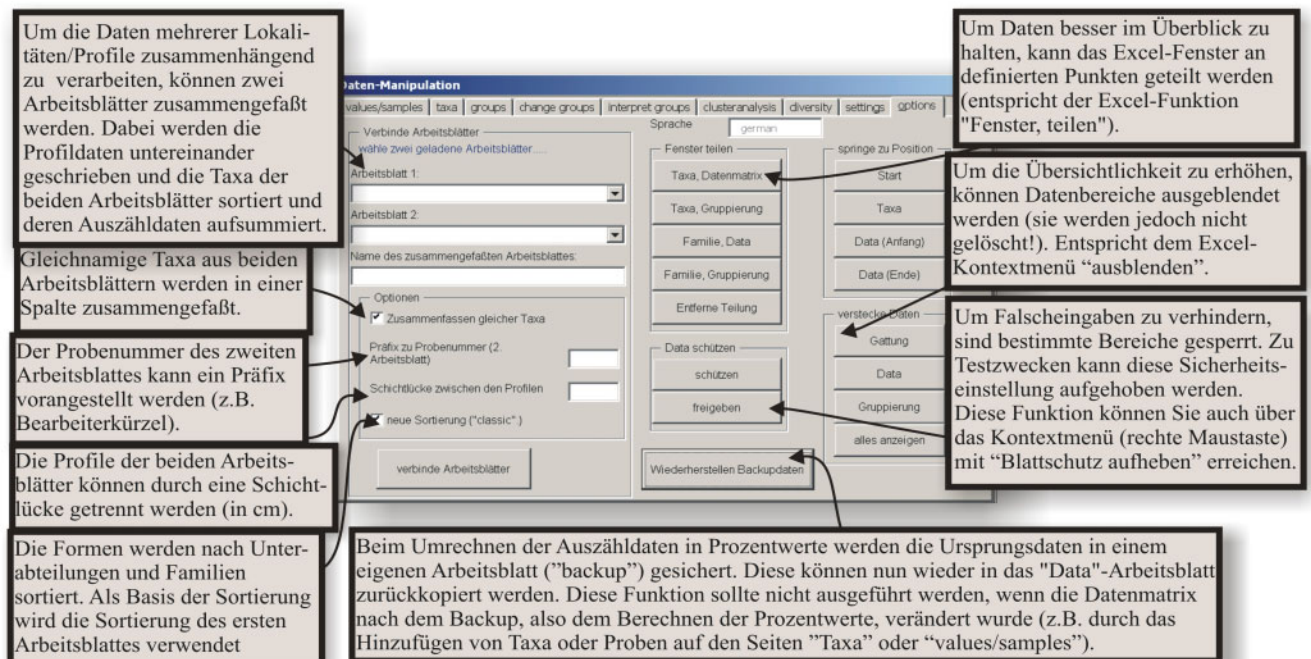 Um die Daten mehrerer Lokali-
täten/Profile zusammenhängend
zu verarbeiten, können zwei
Arbeitsblätter zusammengefaßt
werden. Dabei werden die
Profildaten untereinander
geschrieben und die Taxa der
beiden Arbeitsblätter sortiert und
deren Auszähldaten aufsummiert.
Gleichnamige Taxa aus beiden
Arbeitsblättern werden in einer
Spalte zusammengefaßt.
Der Probenummer des zweiten
Arbeitsblattes kann ein Präfix
vorangestellt werden (z.B.
Bearbeiterkürzel).
Die Profile der beiden Arbeits-
blätter können durch eine Schicht-
lücke getrennt werden (in cm).
Die Formen werden nach Unter-
abteilungen und Familien
sortiert. Als Basis der Sortierung
wird die Sortierung des ersten
Arbeitsblattes verwendet
Daten-Manipulation
values/samples taxa groups change groups interpret groups clusteranalysis diversity settings options
Verbinde Arbeitsblätter
wähle zwei geladene Arbeitsblätter.....
Arbeitsblatt 1:
Arbeitsblatt 2:
Name des zusammengefaßten Arbeitsblattes:
Optionen
Zusammenfassen gleicher Taxa
Präfix zu Probenummer (2.
Arbeitsblatt)
Schichtlücke zwischen den Profilen
neue Sortierung ("classic".)
verbinde Arbeitsblätter
Sprache
german
Fenster teilen
Taxa, Datenmatrix
Taxa, Gruppierung
Familie, Data
Familie, Gruppierung
Entferne Teilung
Data schützen
schützen
freigeben
Wiederherstellen Backupdaten
springe zu Position
Start
Taxa
Data (Anfang)
Data (Ende)
verstecke Daten
Gattung
Data
Gruppierung
alles anzeigen
Um Daten besser im Überblick zu
halten, kann das Excel-Fenster an
definierten Punkten geteilt werden
(entspricht der Excel-Funktion
"Fenster, teilen").
Um die Übersichtlichkeit zu erhöhen,
können Datenbereiche ausgeblendet
werden (sie werden jedoch nicht
gelöscht!). Entspricht dem Excel-
Kontextmenü “ausblenden”.
Um Falscheingaben zu verhindern,
sind bestimmte Bereiche gesperrt. Zu
Testzwecken kann diese Sicherheits-
einstellung aufgehoben werden.
Diese Funktion können Sie auch über
das Kontextmenü (rechte Maustaste)
mit “Blattschutz aufheben” erreichen.
Beim Umrechnen der Auszähldaten in Prozentwerte werden die Ursprungsdaten in einem
eigenen Arbeitsblatt (”backup”) gesichert. Diese können nun wieder in das "Data"-Arbeitsblatt
zurückkopiert werden. Diese Funktion sollte nicht ausgeführt werden, wenn die Datenmatrix
nach dem Backup, also dem Berechnen der Prozentwerte, verändert wurde (z.B. durch das
Hinzufügen von Taxa oder Proben auf den Seiten ”Taxa” oder “values/samples”).